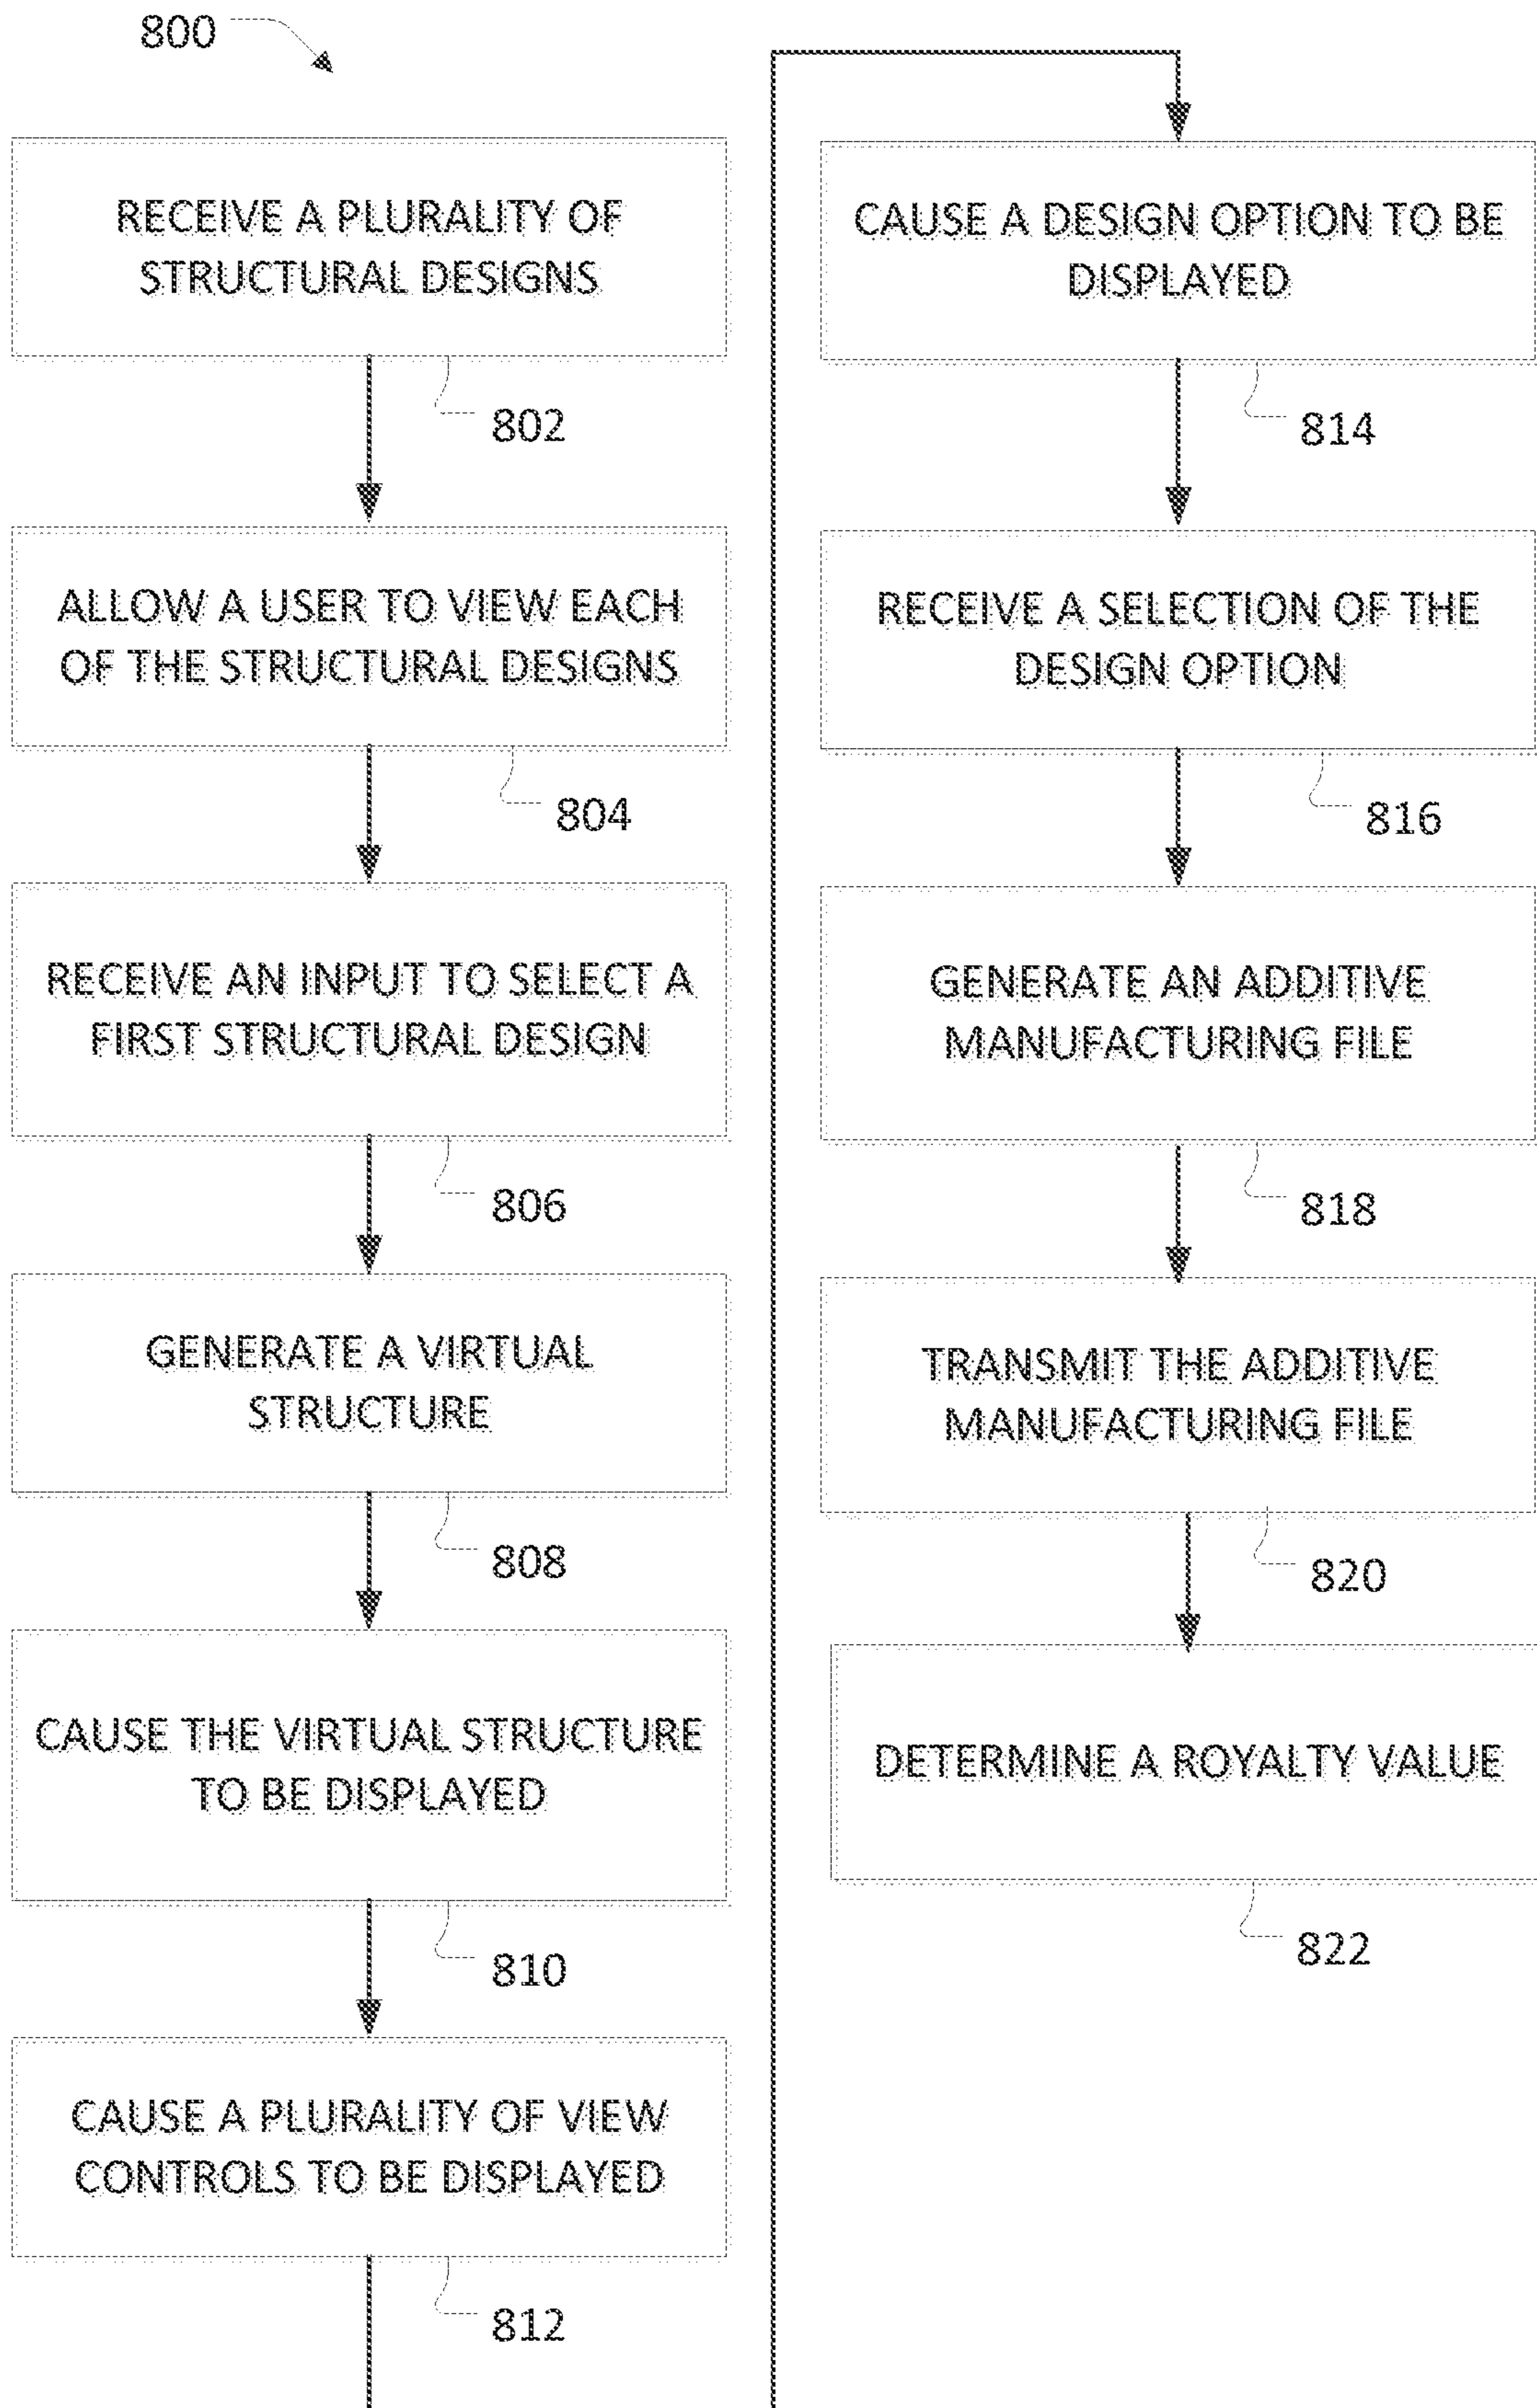 800
RECEIVE A PLURALITY OF
STRUCTURAL DESIGNS
802
ALLOW A USER TO VIEW EACH
OF THE STRUCTURAL DESIGNS
804
RECEIVE AN INPUT TO SELECT A
FIRST STRUCTURAL DESIGN
806
GENERATE A VIRTUAL
STRUCTURE
808
CAUSE THE VIRTUAL STRUCTURE
TO BE DISPLAYED
810
CAUSE A PLURALITY OF VIEW
CONTROLS TO BE DISPLAYED
812
CAUSE A DESIGN OPTION TO BE
DISPLAYED
814
RECEIVE A SELECTION OF THE
DESIGN OPTION
816
GENERATE AN ADDITIVE
MANUFACTURING FILE
818
TRANSMIT THE ADDITIVE
MANUFACTURING FILE
820
DETERMINE A ROYALTY VALUE
822